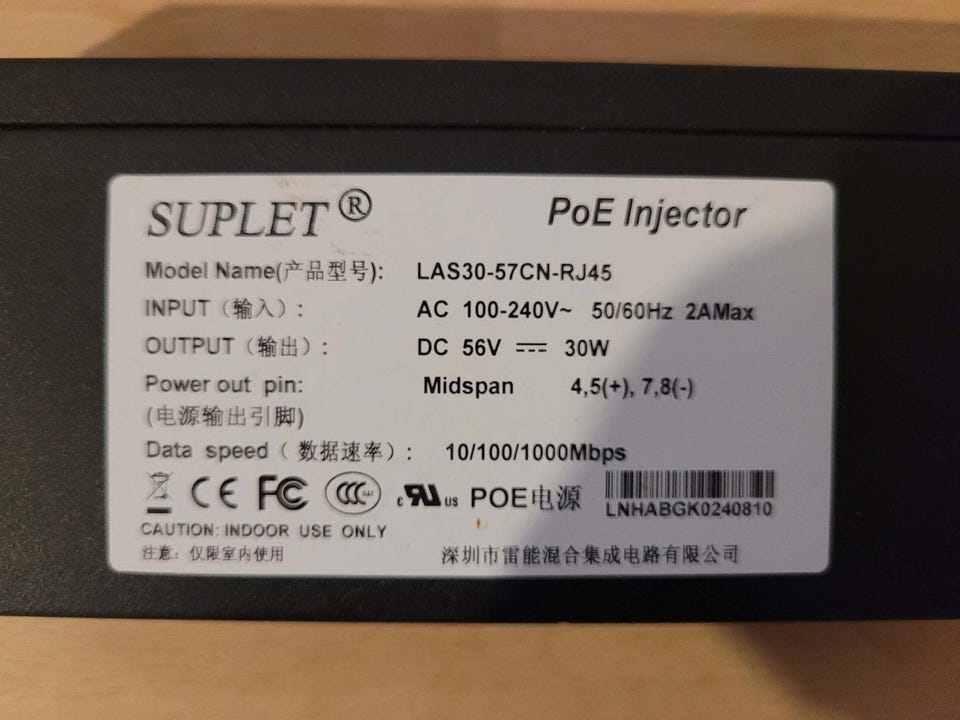 SUPLET ® PoE Injector
Model Name(产品型号): LAS30-57CN-RJ45
INPUT（输入）: AC 100-240V~ 50/60Hz 2AMax
OUTPUT（输出）: DC 56V ⎓ 30W
Power out pin: Midspan 4,5(+), 7,8(-)
(电源输出引脚)
Data speed（数据速率）: 10/100/1000Mbps
CE FC CCC S&E c RU US POE电源 LNHABGK0240810
CAUTION: INDOOR USE ONLY
注意：仅限室内使用 深圳市雷能混合集成电路有限公司